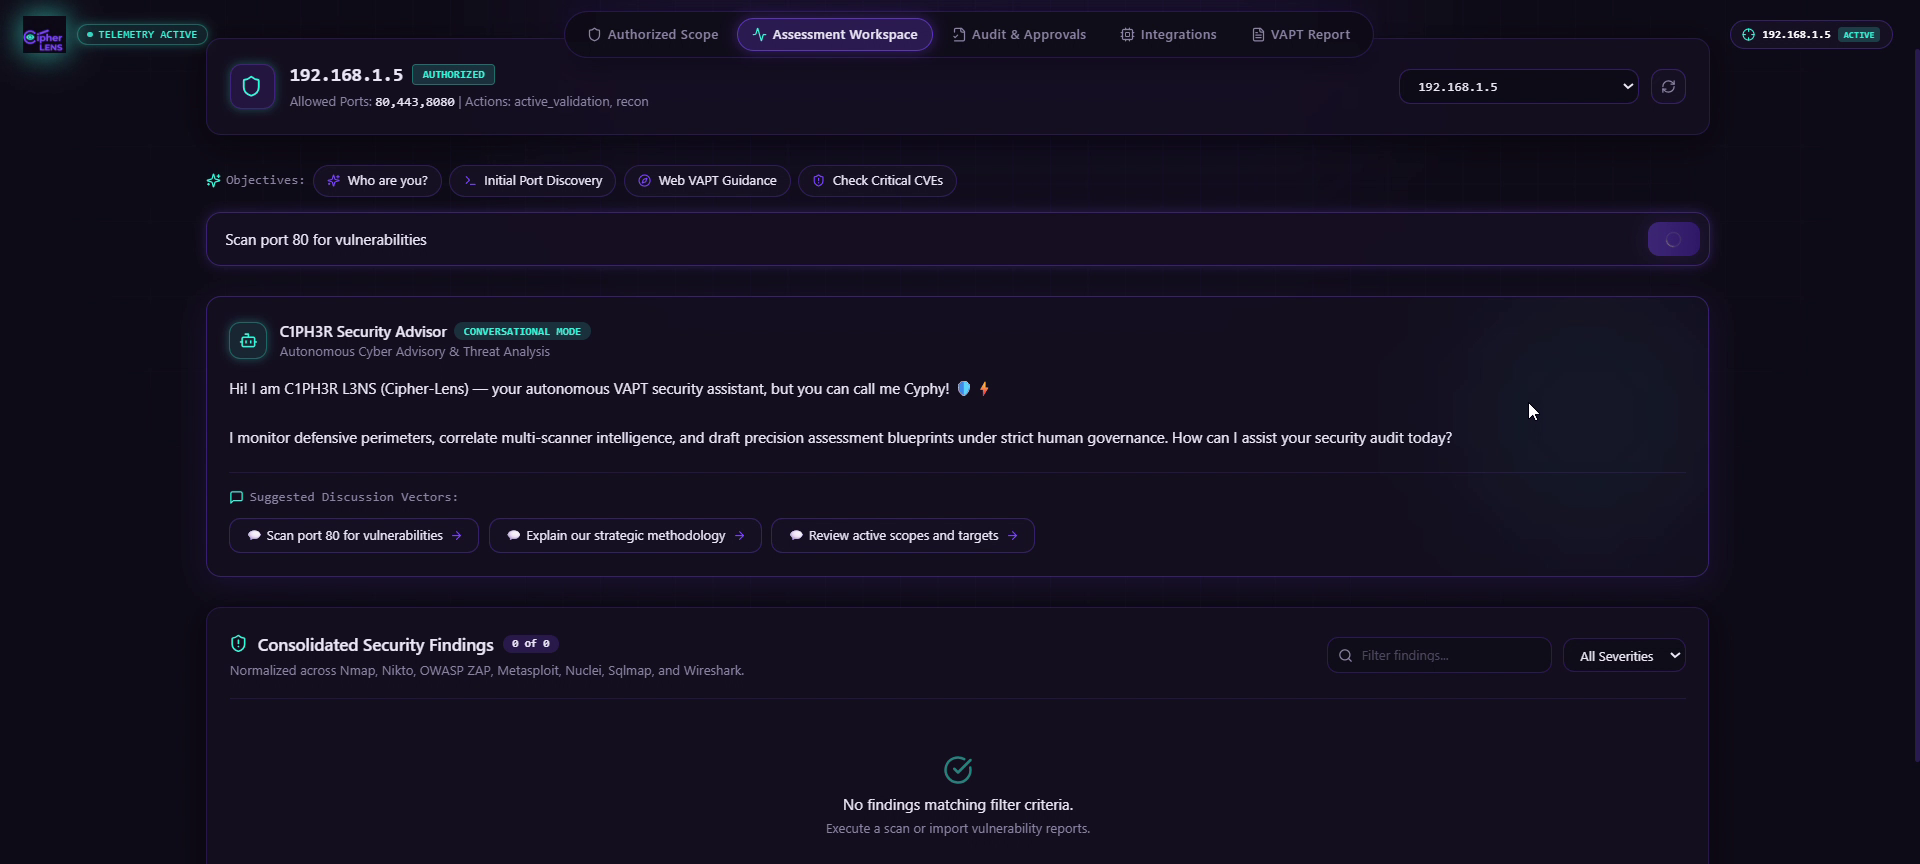 Cipher
LENS
TELEMETRY ACTIVE
Authorized Scope
Assessment Workspace
Audit & Approvals
Integrations
VAPT Report
192.168.1.5 ACTIVE
192.168.1.5 AUTHORIZED
Allowed Ports: 80,443,8080 | Actions: active_validation, recon
192.168.1.5
Objectives:
Who are you?
Initial Port Discovery
Web VAPT Guidance
Check Critical CVEs
Scan port 80 for vulnerabilities
C1PH3R Security Advisor CONVERSATIONAL MODE
Autonomous Cyber Advisory & Threat Analysis
Hi! I am C1PH3R L3NS (Cipher-Lens) — your autonomous VAPT security assistant, but you can call me Cyphy! 🛡️ ⚡
I monitor defensive perimeters, correlate multi-scanner intelligence, and draft precision assessment blueprints under strict human governance. How can I assist your security audit today?
Suggested Discussion Vectors:
💬 Scan port 80 for vulnerabilities →
💬 Explain our strategic methodology →
💬 Review active scopes and targets →
Consolidated Security Findings 0 of 0
Normalized across Nmap, Nikto, OWASP ZAP, Metasploit, Nuclei, Sqlmap, and Wireshark.
Filter findings...
All Severities
No findings matching filter criteria.
Execute a scan or import vulnerability reports.